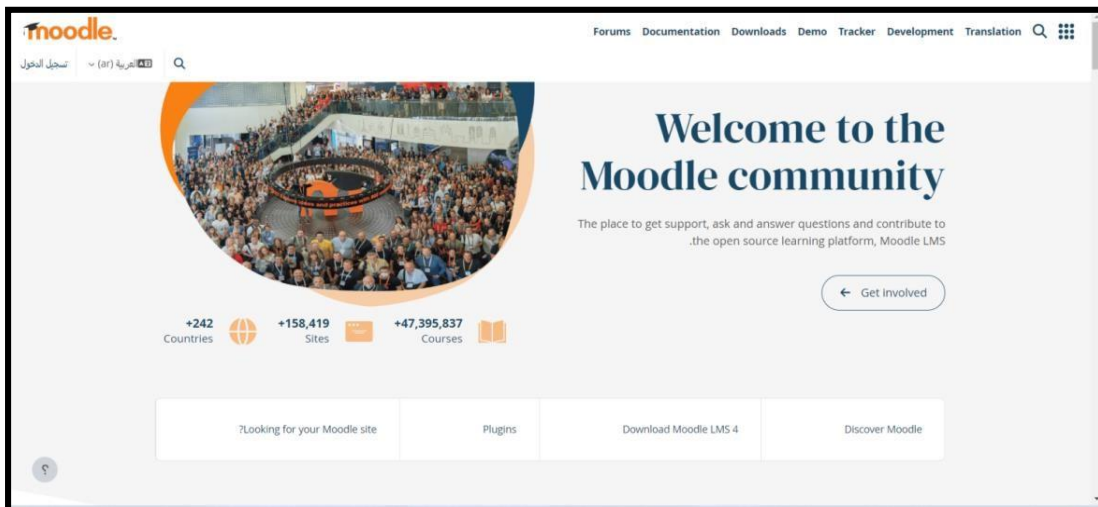 moodle
Forums Documentation Downloads Demo Tracker Development Translation
تسجيل الدخول العربية ‎(ar)‎
Welcome to the
Moodle community
The place to get support, ask and answer questions and contribute to
.the open source learning platform, Moodle LMS
Get involved
+242
Countries
+158,419
Sites
+47,395,837
Courses
?Looking for your Moodle site
Plugins
Download Moodle LMS 4
Discover Moodle
؟